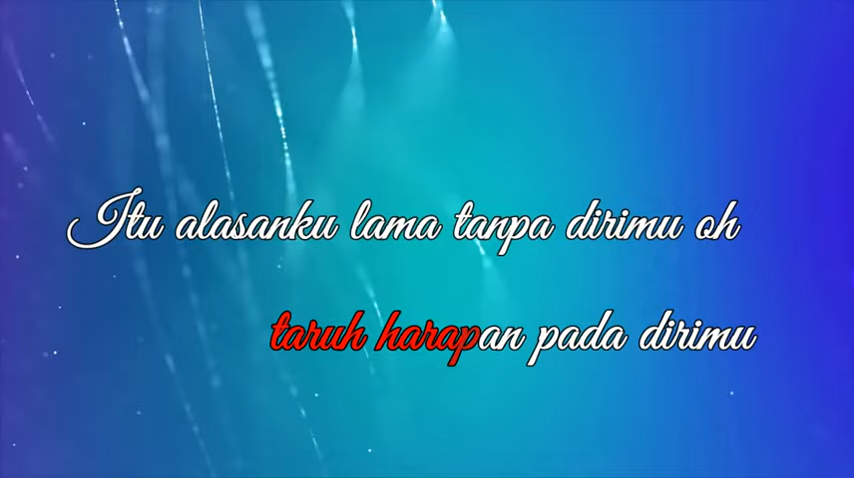 Itu alasanku lama tanpa dirimu oh
taruh harapan pada dirimu